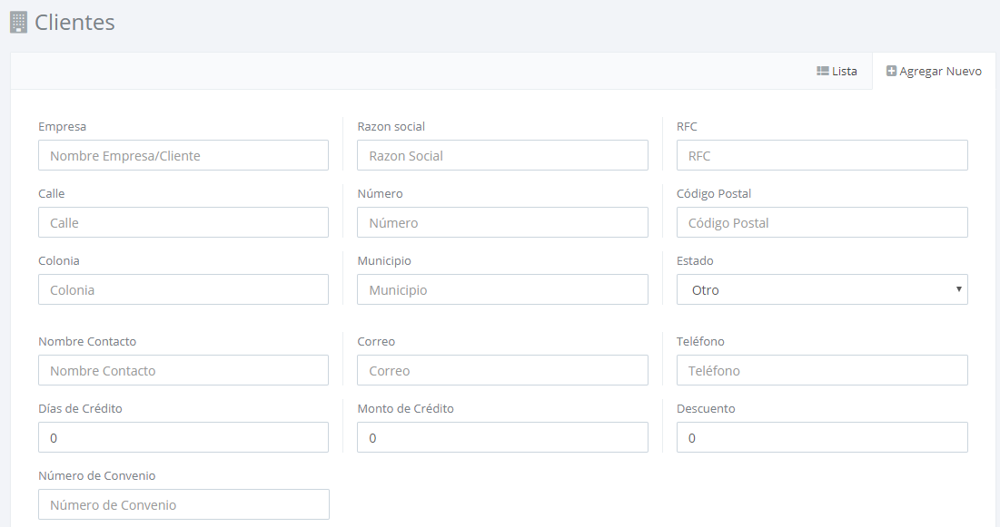 Clientes
Lista Agregar Nuevo
Empresa Razon social RFC
Nombre Empresa/Cliente Razon Social RFC
Calle Número Código Postal
Calle Número Código Postal
Colonia Municipio Estado
Colonia Municipio Otro
Nombre Contacto Correo Teléfono
Nombre Contacto Correo Teléfono
Días de Crédito Monto de Crédito Descuento
0 0 0
Número de Convenio
Número de Convenio